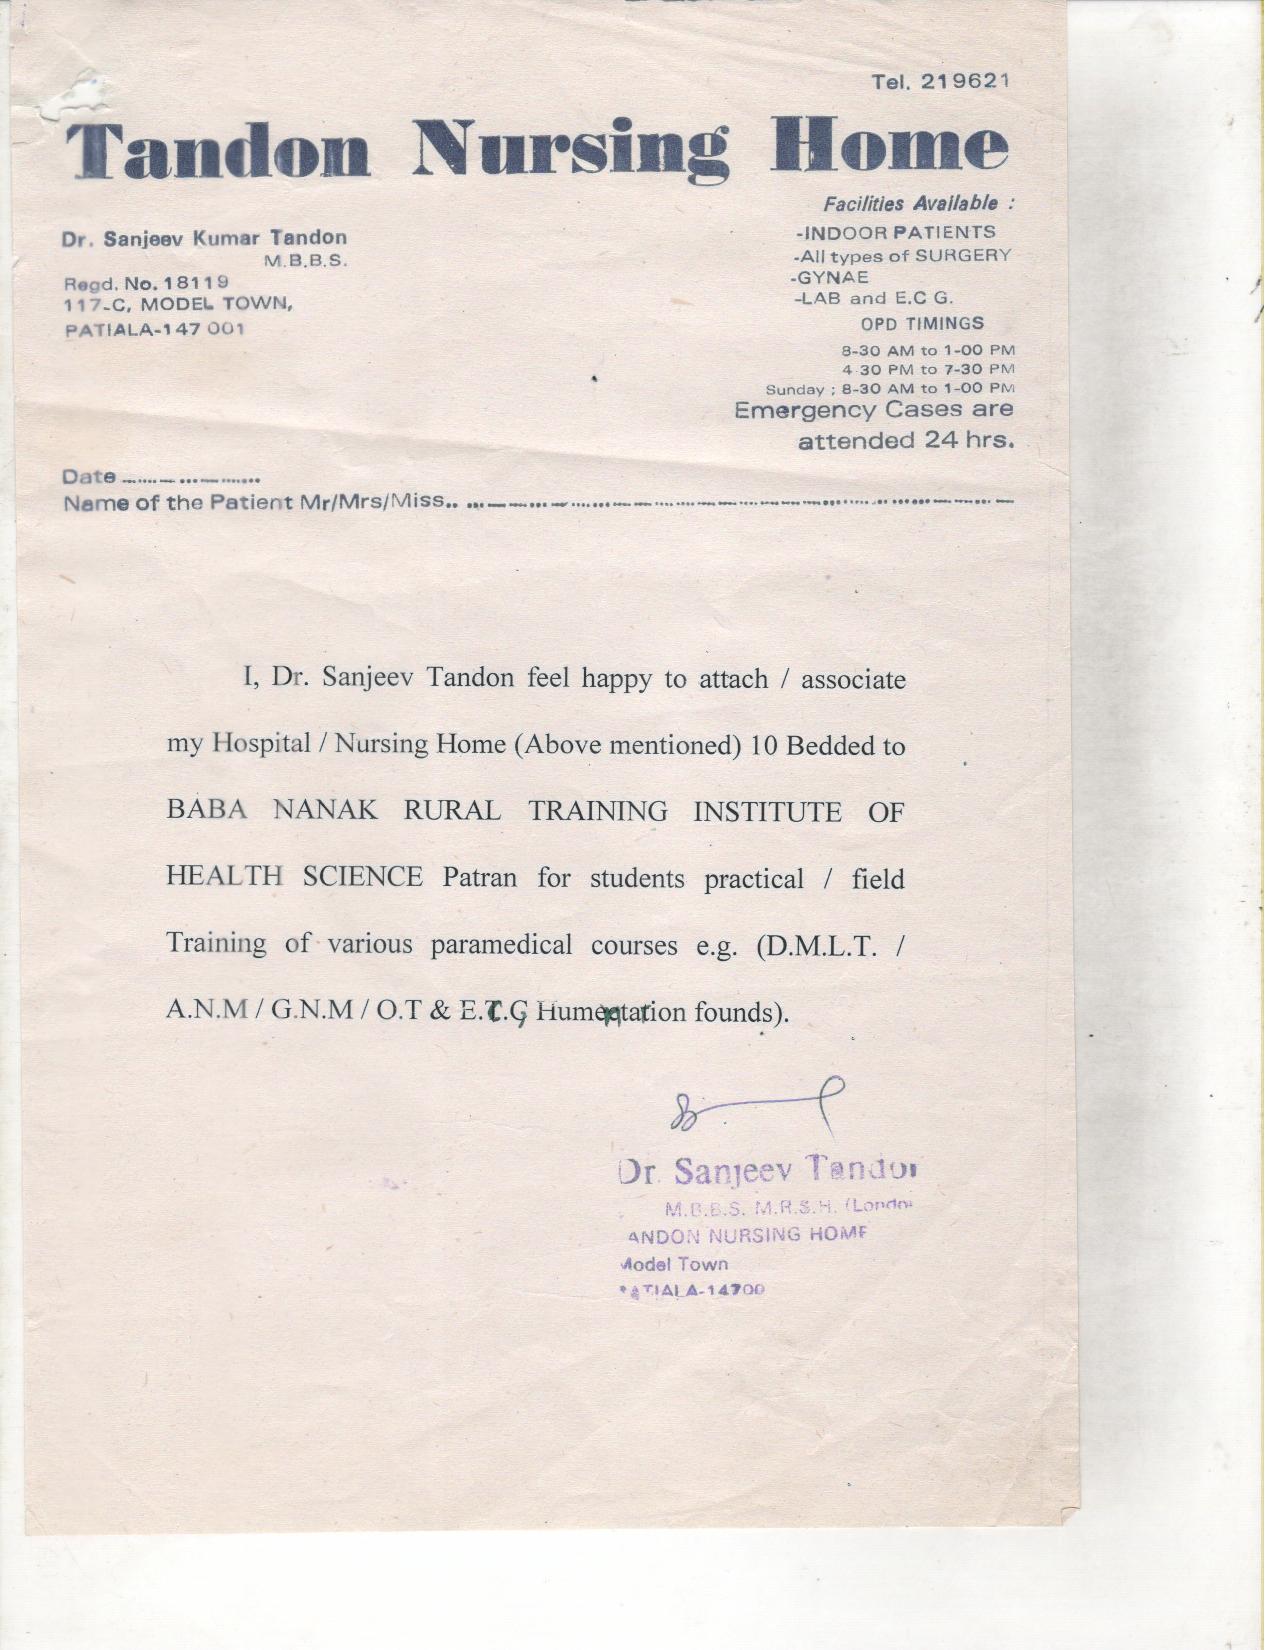 Tel. 219621
Tandon Nursing Home
Dr. Sanjeev Kumar Tandon
M.B.B.S.
Regd. No. 18119
117-C, MODEL TOWN,
PATIALA-147 001
Facilities Available :
-INDOOR PATIENTS
-All types of SURGERY
-GYNAE
-LAB and E.C G.
OPD TIMINGS
8-30 AM to 1-00 PM
4-30 PM to 7-30 PM
Sunday ; 8-30 AM to 1-00 PM
Emergency Cases are
attended 24 hrs.
Date
Name of the Patient Mr/Mrs/Miss..
I, Dr. Sanjeev Tandon feel happy to attach / associate
my Hospital / Nursing Home (Above mentioned) 10 Bedded to
BABA NANAK RURAL TRAINING INSTITUTE OF
HEALTH SCIENCE Patran for students practical / field
Training of various paramedical courses e.g. (D.M.L.T. /
A.N.M / G.N.M / O.T & E.C.G founds).
Dr. Sanjeev Tandon
M.B.B.S. M.R.S.H. (London
ANDON NURSING HOME
Model Town
PATIALA-14700